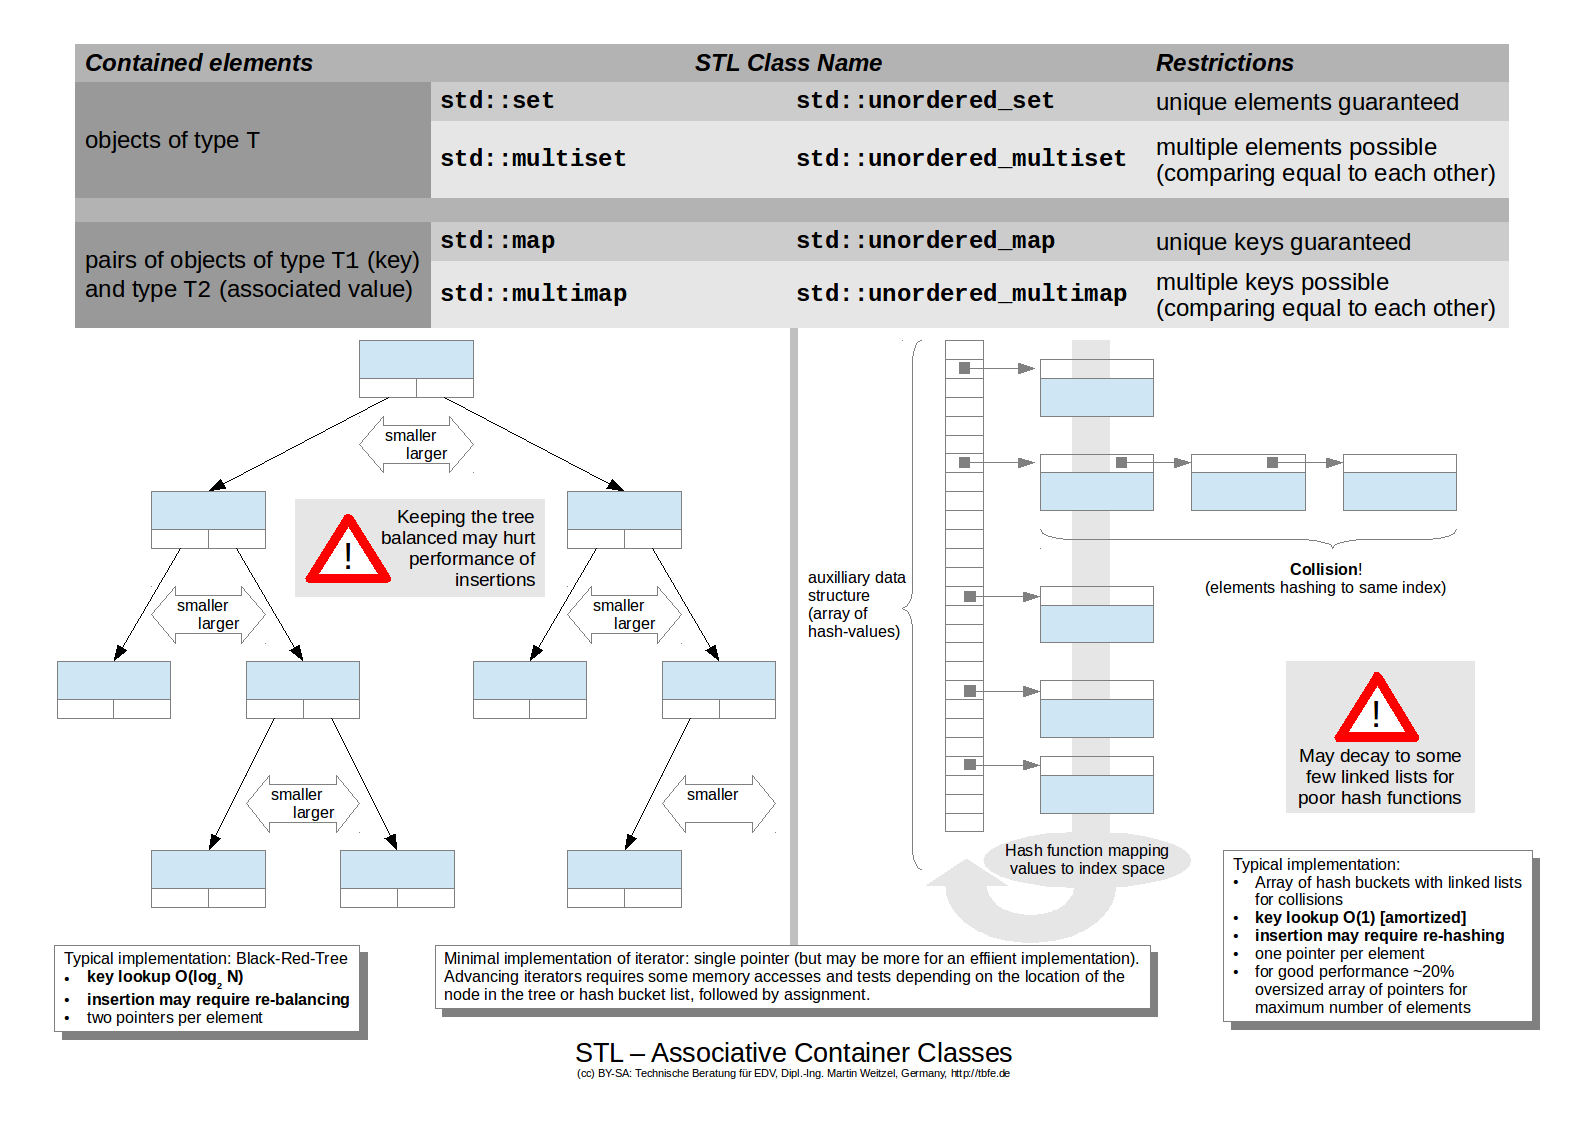 Contained elements
STL Class Name
Restrictions
objects of type T
std::set
std::unordered_set
unique elements guaranteed
std::multiset
std::unordered_multiset
multiple elements possible
(comparing equal to each other)
pairs of objects of type T1 (key)
and type T2 (associated value)
std::map
std::unordered_map
unique keys guaranteed
std::multimap
std::unordered_multimap
multiple keys possible
(comparing equal to each other)
smaller
larger
! Keeping the tree
balanced may hurt
performance of
insertions
smaller
larger
smaller
larger
smaller
larger
smaller
Typical implementation: Black-Red-Tree
• key lookup O(log2 N)
• insertion may require re-balancing
• two pointers per element
auxilliary data
structure
(array of
hash-values)
Collision!
(elements hashing to same index)
!
May decay to some
few linked lists for
poor hash functions
Hash function mapping
values to index space
Typical implementation:
• Array of hash buckets with linked lists
for collisions
• key lookup O(1) [amortized]
• insertion may require re-hashing
• one pointer per element
• for good performance ~20%
oversized array of pointers for
maximum number of elements
Minimal implementation of iterator: single pointer (but may be more for an effiient implementation).
Advancing iterators requires some memory accesses and tests depending on the location of the
node in the tree or hash bucket list, followed by assignment.
STL – Associative Container Classes
(cc) BY-SA: Technische Beratung für EDV, Dipl.-Ing. Martin Weitzel, Germany, http://tbfe.de